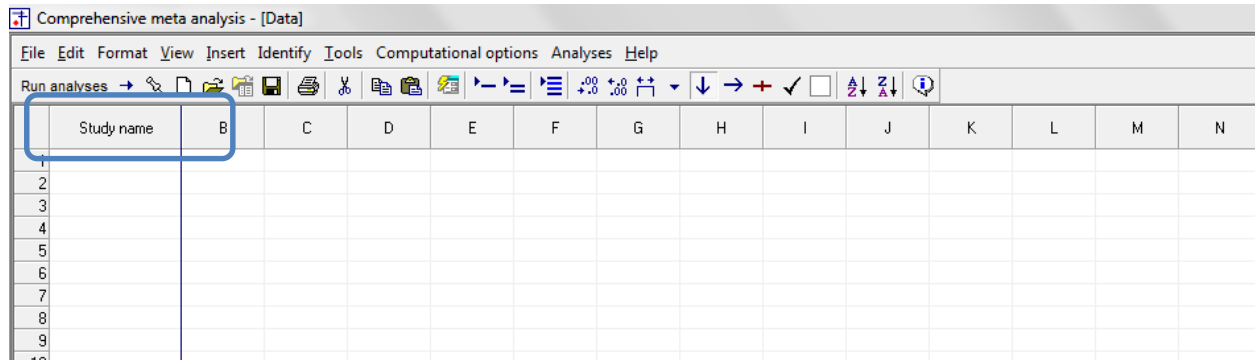 Comprehensive meta analysis - [Data]
File Edit Format View Insert Identify Tools Computational options Analyses Help
Run analyses
Study name B C D E F G H I J K L M N
1
2
3
4
5
6
7
8
9